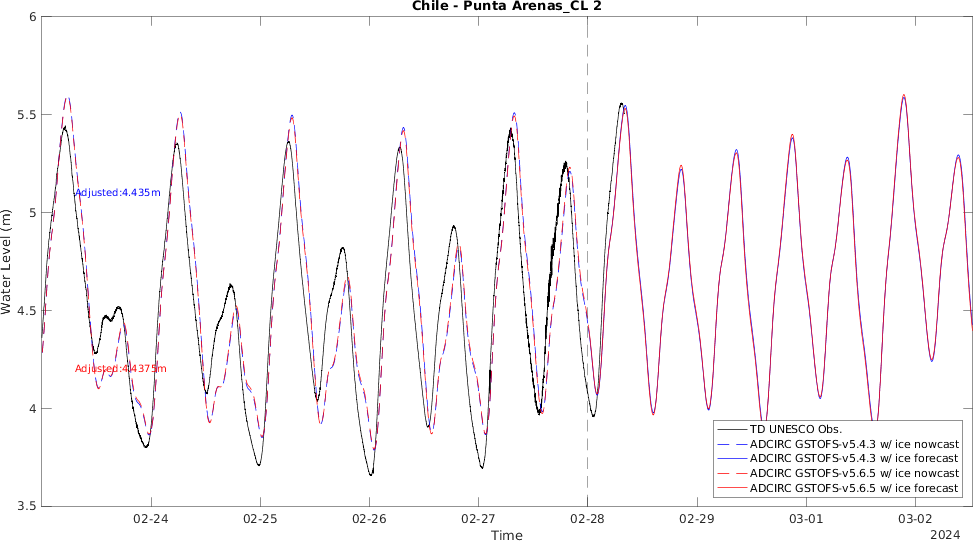 Chile - Punta Arenas_CL 2
6
5.5
5
4.5
4
3.5
Water Level (m)
Adjusted:4.435m
Adjusted:4.4375m
TD UNESCO Obs.
ADCIRC GSTOFS-v5.4.3 w/ ice nowcast
ADCIRC GSTOFS-v5.4.3 w/ ice forecast
ADCIRC GSTOFS-v5.6.5 w/ ice nowcast
ADCIRC GSTOFS-v5.6.5 w/ ice forecast
02-24 02-25 02-26 02-27 02-28 02-29 03-01 03-02
Time
2024